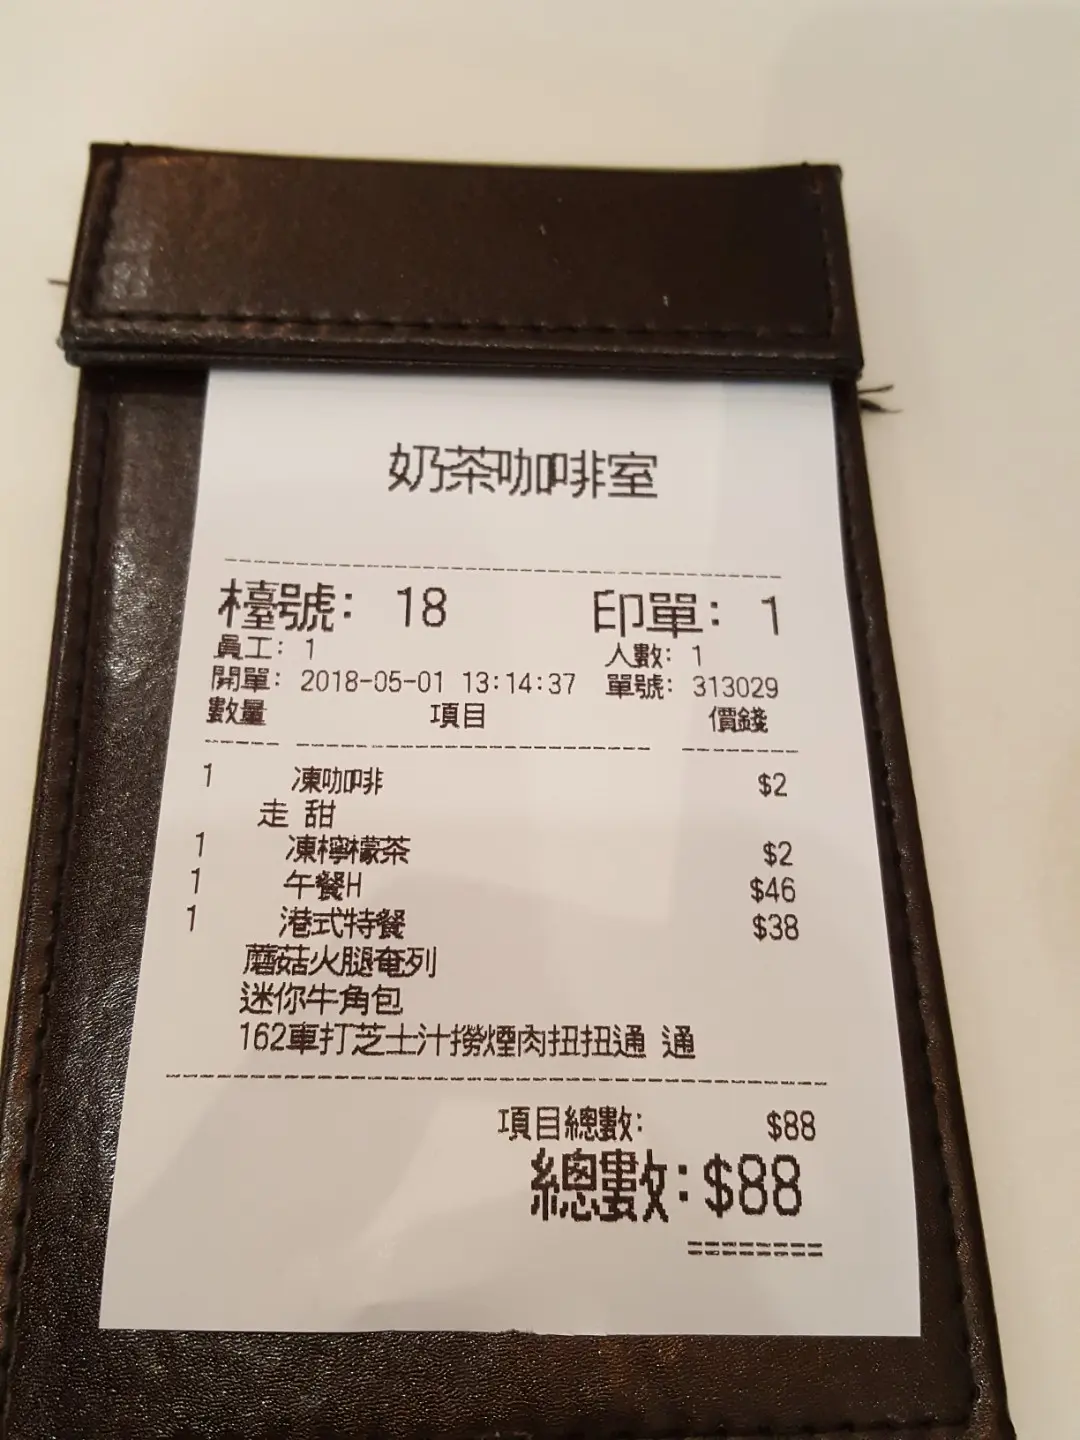 奶茶咖啡室
檯號: 18 印單: 1
員工: 1 人數: 1
開單: 2018-05-01 13:14:37 單號: 313029
數量 項目 價錢
1 凍咖啡 $2
走 甜
1 凍檸檬茶 $2
1 午餐H $46
1 港式特餐 $38
蘑菇火腿奄列
迷你牛角包
162車打芝士汁撈煙肉扭扭通 通
項目總數: $88
總數: $88
========